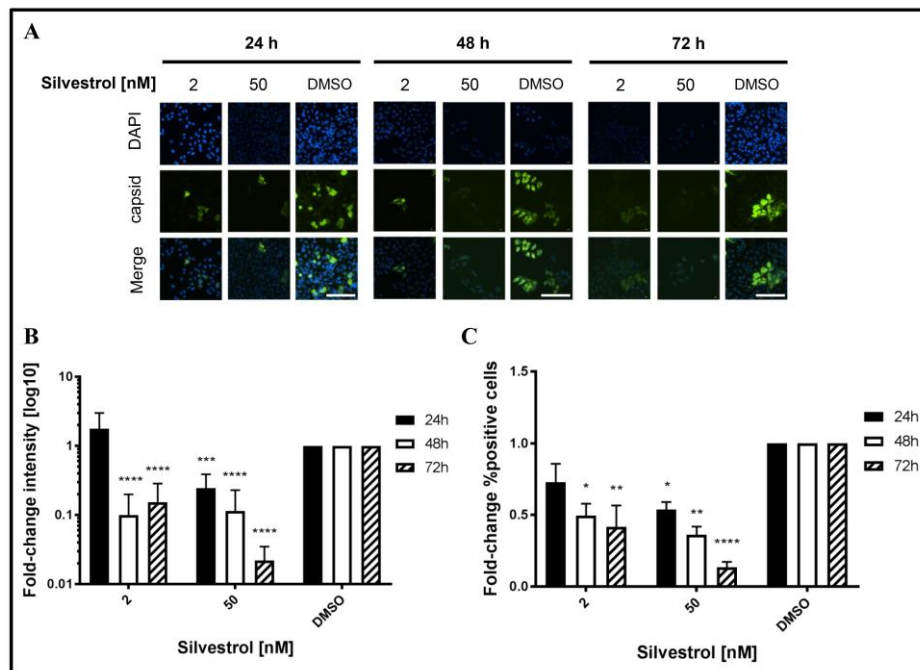 A
24 h 48 h 72 h
Silvestrol [nM] 2 50 DMSO 2 50 DMSO 2 50 DMSO
DAPI
capsid
Merge
B
Fold-change intensity [log10]
10
1
0.1
0.01
**** **** *** **** ****
2 50 DMSO
Silvestrol [nM]
24h
48h
72h
C
Fold-change %positive cells
1.5
1.0
0.5
0.0
* ** * ** ****
2 50 DMSO
Silvestrol [nM]
24h
48h
72h